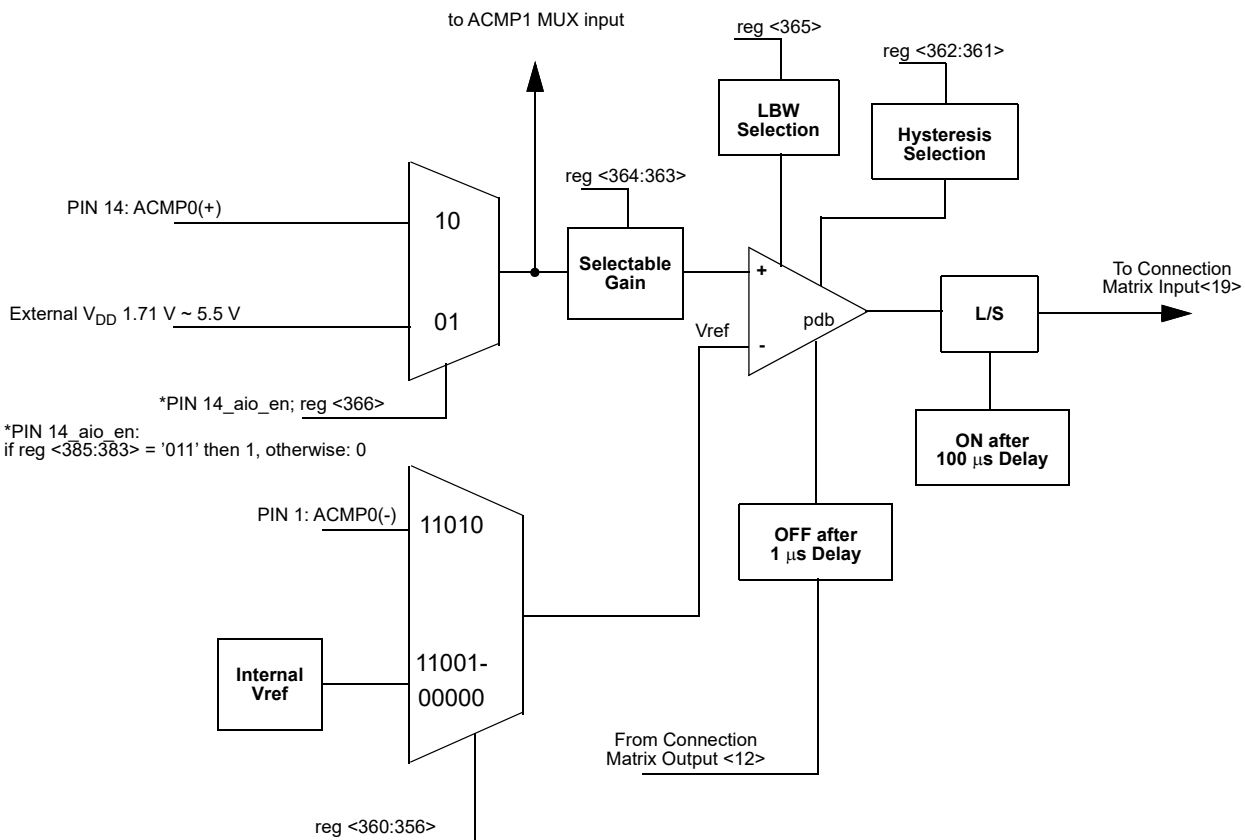 to ACMP1 MUX input
reg <365>
reg <362:361>
LBW
Selection
Hysteresis
Selection
reg <364:363>
PIN 14: ACMP0(+)
10
Selectable
Gain
+
To Connection
Matrix Input<19>
External VDD 1.71 V ~ 5.5 V
01
Vref
-
pdb
L/S
*PIN 14_aio_en; reg <366>
*PIN 14_aio_en:
if reg <385:383> = '011' then 1, otherwise: 0
ON after
100 μs Delay
PIN 1: ACMP0(-)
11010
OFF after
1 μs Delay
Internal
Vref
11001-
00000
From Connection
Matrix Output <12>
reg <360:356>